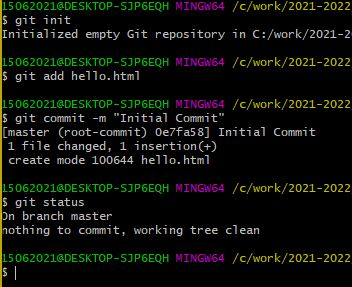 15062021@DESKTOP-SJP6EQH MINGW64 /c/work/2021-2022
$ git init
Initialized empty Git repository in C:/work/2021-2
15062021@DESKTOP-SJP6EQH MINGW64 /c/work/2021-2022
$ git add hello.html
15062021@DESKTOP-SJP6EQH MINGW64 /c/work/2021-2022
$ git commit -m "Initial Commit"
[master (root-commit) 0e7fa58] Initial Commit
1 file changed, 1 insertion(+)
create mode 100644 hello.html
15062021@DESKTOP-SJP6EQH MINGW64 /c/work/2021-2022
$ git status
On branch master
nothing to commit, working tree clean
15062021@DESKTOP-SJP6EQH MINGW64 /c/work/2021-2022
$